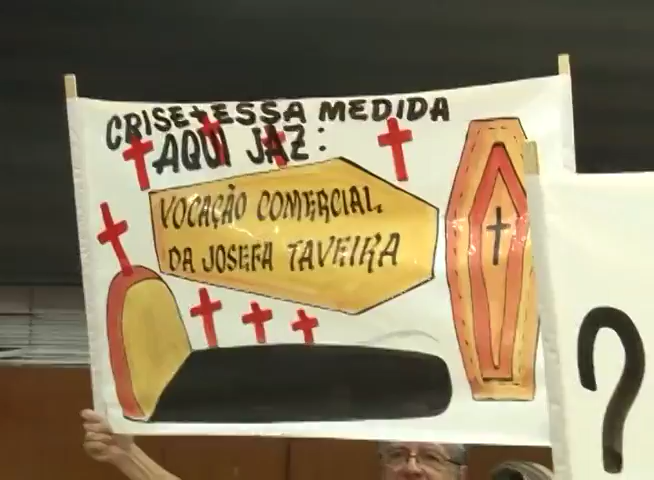 CRISE+ESSA MEDIDA
AQUI JAZ:
VOCAÇÃO COMERCIAL
DA JOSEFA TAVEIRA
?